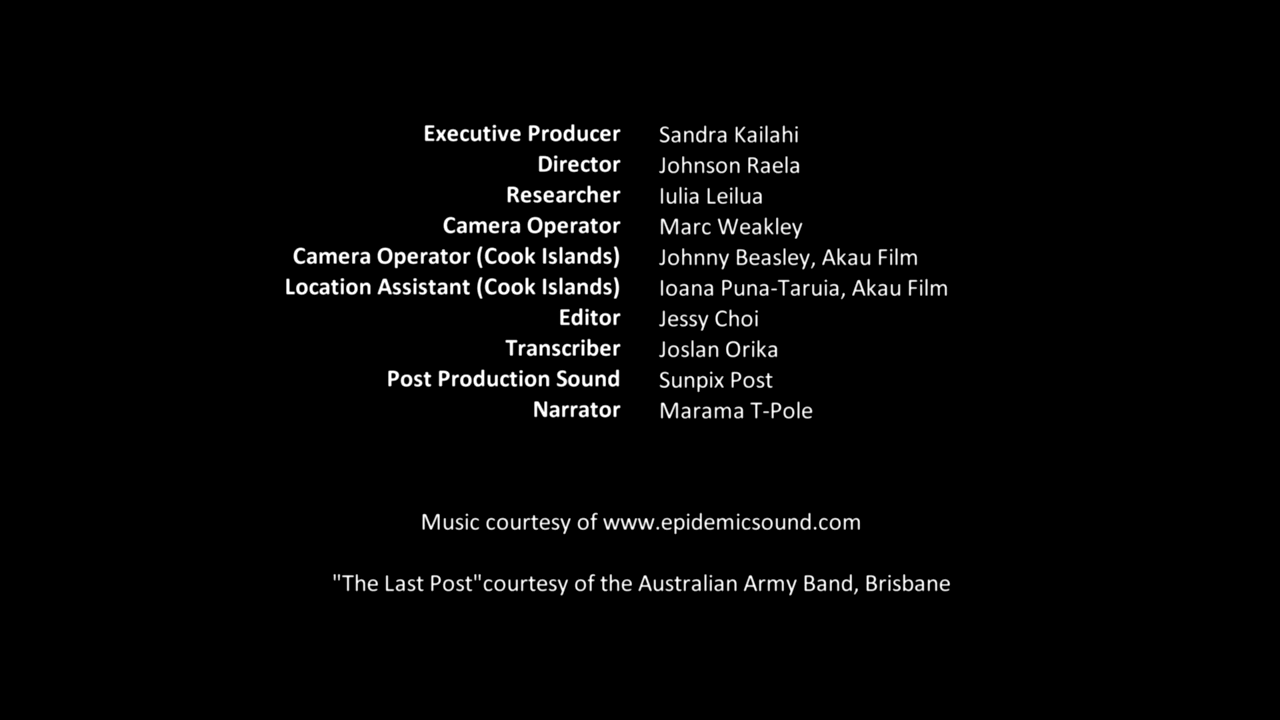 Executive Producer Sandra Kailahi
Director Johnson Raela
Researcher Iulia Leilua
Camera Operator Marc Weakley
Camera Operator (Cook Islands) Johnny Beasley, Akau Film
Location Assistant (Cook Islands) Ioana Puna-Taruia, Akau Film
Editor Jessy Choi
Transcriber Joslan Orika
Post Production Sound Sunpix Post
Narrator Marama T-Pole
Music courtesy of www.epidemicsound.com
"The Last Post"courtesy of the Australian Army Band, Brisbane